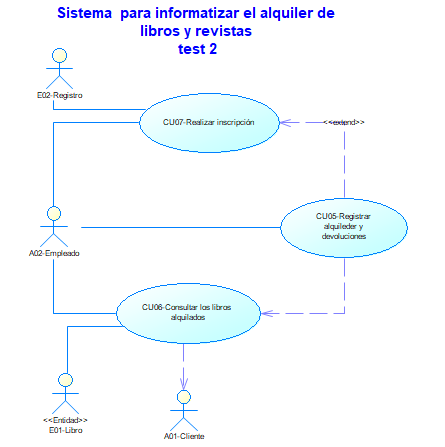 Sistema para informatizar el alquiler de
libros y revistas
test 2
E02-Registro
CU07-Realizar inscripción
<<extend>>
CU05-Registrar
alquileder y
devoluciones
A02-Empleado
CU06-Consultar los libros
alquilados
<<Entidad>>
E01-Libro
A01-Cliente